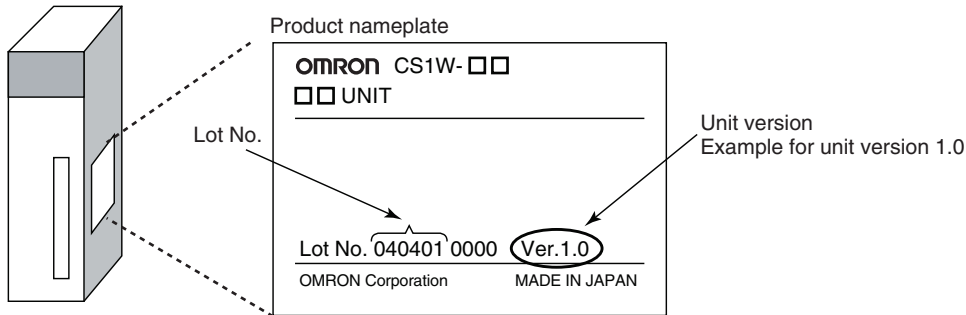 Product nameplate
OMRON CS1W-□□
□□ UNIT
Lot No.
Unit version
Example for unit version 1.0
Lot No. 040401 0000 Ver.1.0
OMRON Corporation MADE IN JAPAN